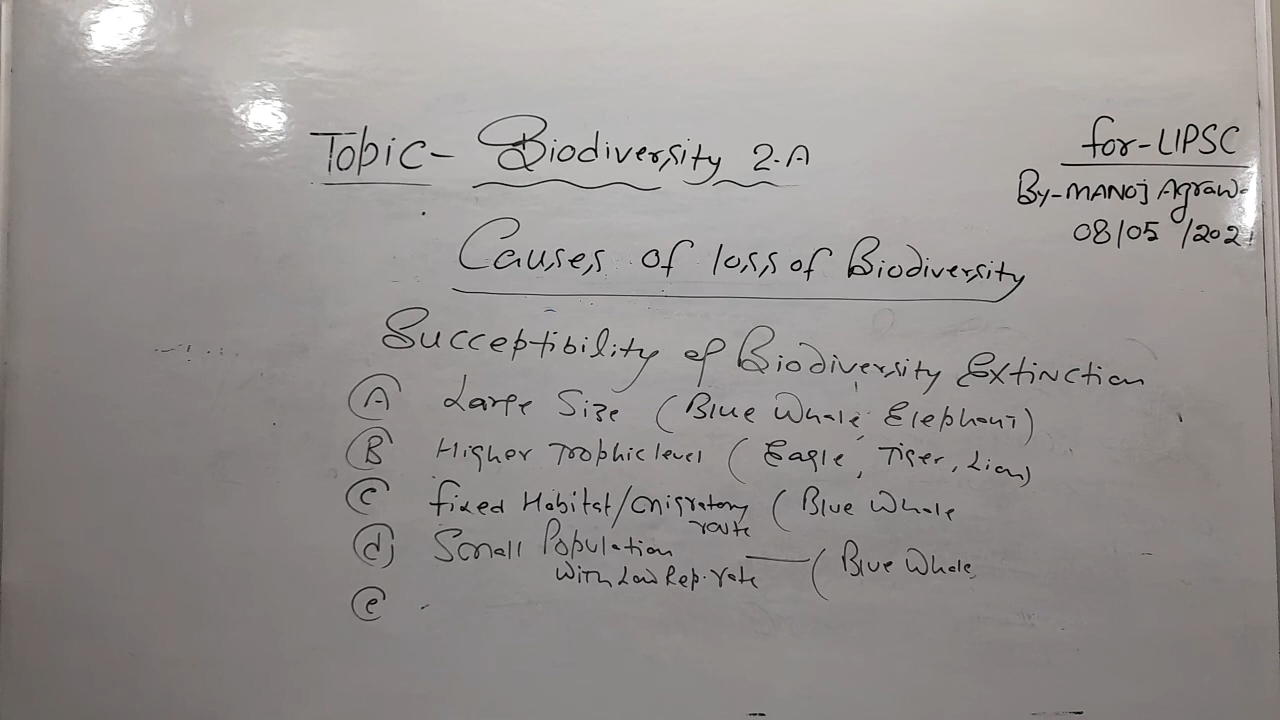 Topic- Biodiversity 2.A
for-LIPSC
By-MANOJ Agraw
08/05/202
Causes of loss of Biodiversity
Succeptibility of Biodiversity Extinction
A Large Size (Blue Whale, Elephant)
B Higher Trophic level (Eagle, Tiger, Lion)
C fixed Habitat/migratory route (Blue Whale
d Small Population With Low Rep. rate — (Blue Whale,
e